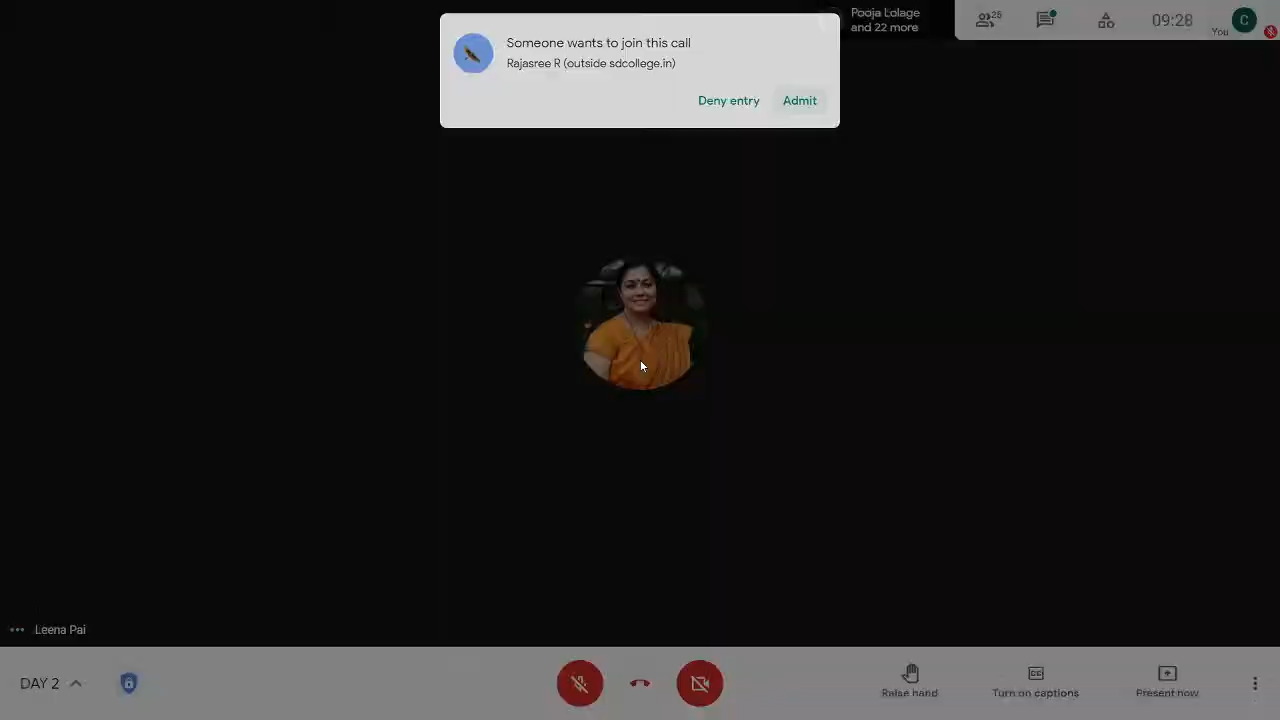 Pooja Lolage
and 22 more
25
09:28
You
C
Someone wants to join this call
Rajasree R (outside sdcollege.in)
Deny entry
Admit
Leena Pai
DAY 2
Raise hand
CC
Turn on captions
Present now